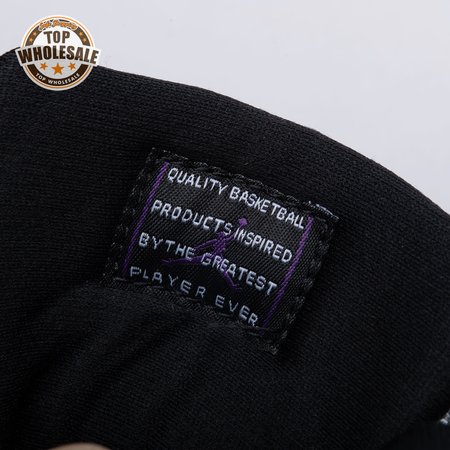 TOP
WHOLESALE
TOP WHOLESALE
QUALITY BASKETBALL
PRODUCTS INSPIRED
BY THE GREATEST
PLAYER EVER